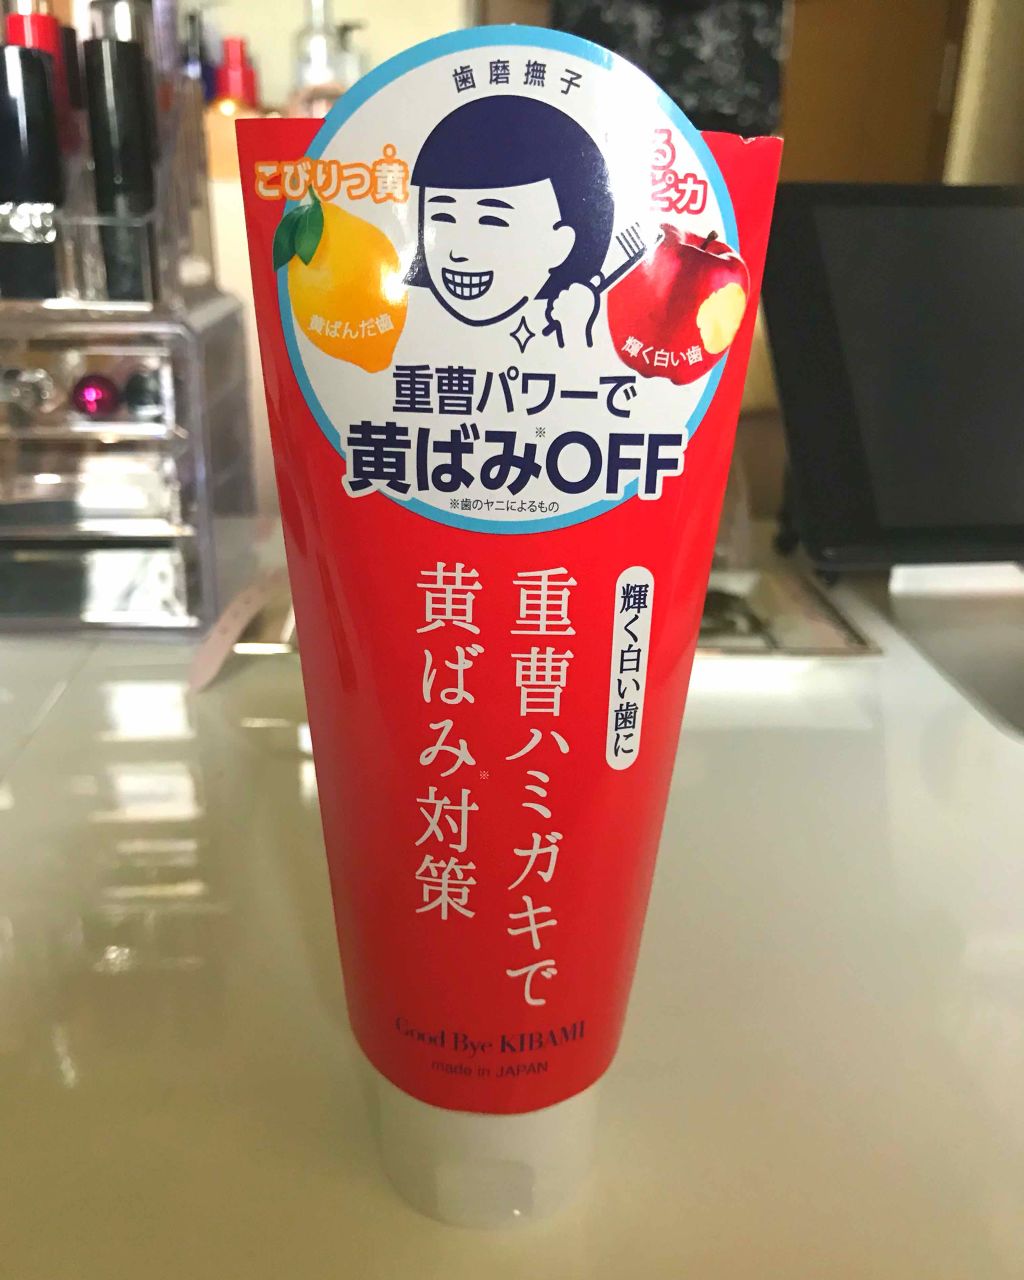 歯磨撫子
こびりつ黄
る
ピカ
黄ばんだ歯
輝く白い歯
重曹パワーで
黄ばみ※OFF
※歯のヤニによるもの
輝く白い歯に
重曹ハミガキで
黄ばみ※対策
Good Bye KIBAMI
made in JAPAN